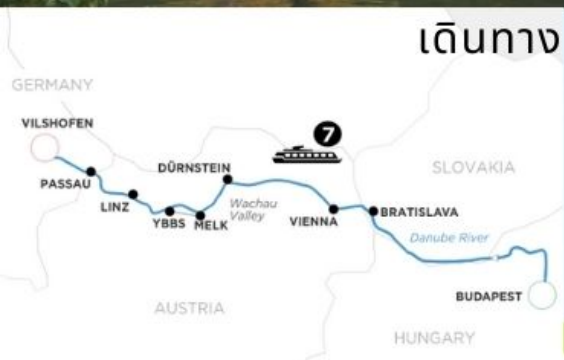 เดินทาง
GERMANY
VILSHOFEN
7
DÜRNSTEIN
SLOVAKIA
PASSAU
LINZ
Wachau
Valley
YBBS
MELK
VIENNA
BRATISLAVA
Danube River
BUDAPEST
AUSTRIA
HUNGARY